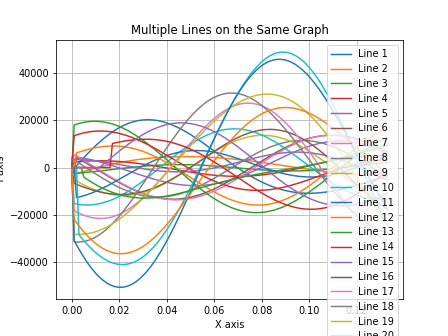 Multiple Lines on the Same Graph
Line 1
Line 2
Line 3
Line 4
Line 5
Line 6
Line 7
Line 8
Line 9
Line 10
Line 11
Line 12
Line 13
Line 14
Line 15
Line 16
Line 17
Line 18
Line 19
Line 20
40000
20000
0
−20000
−40000
axis
0.00
0.02
0.04
0.06
0.08
0.10
X axis